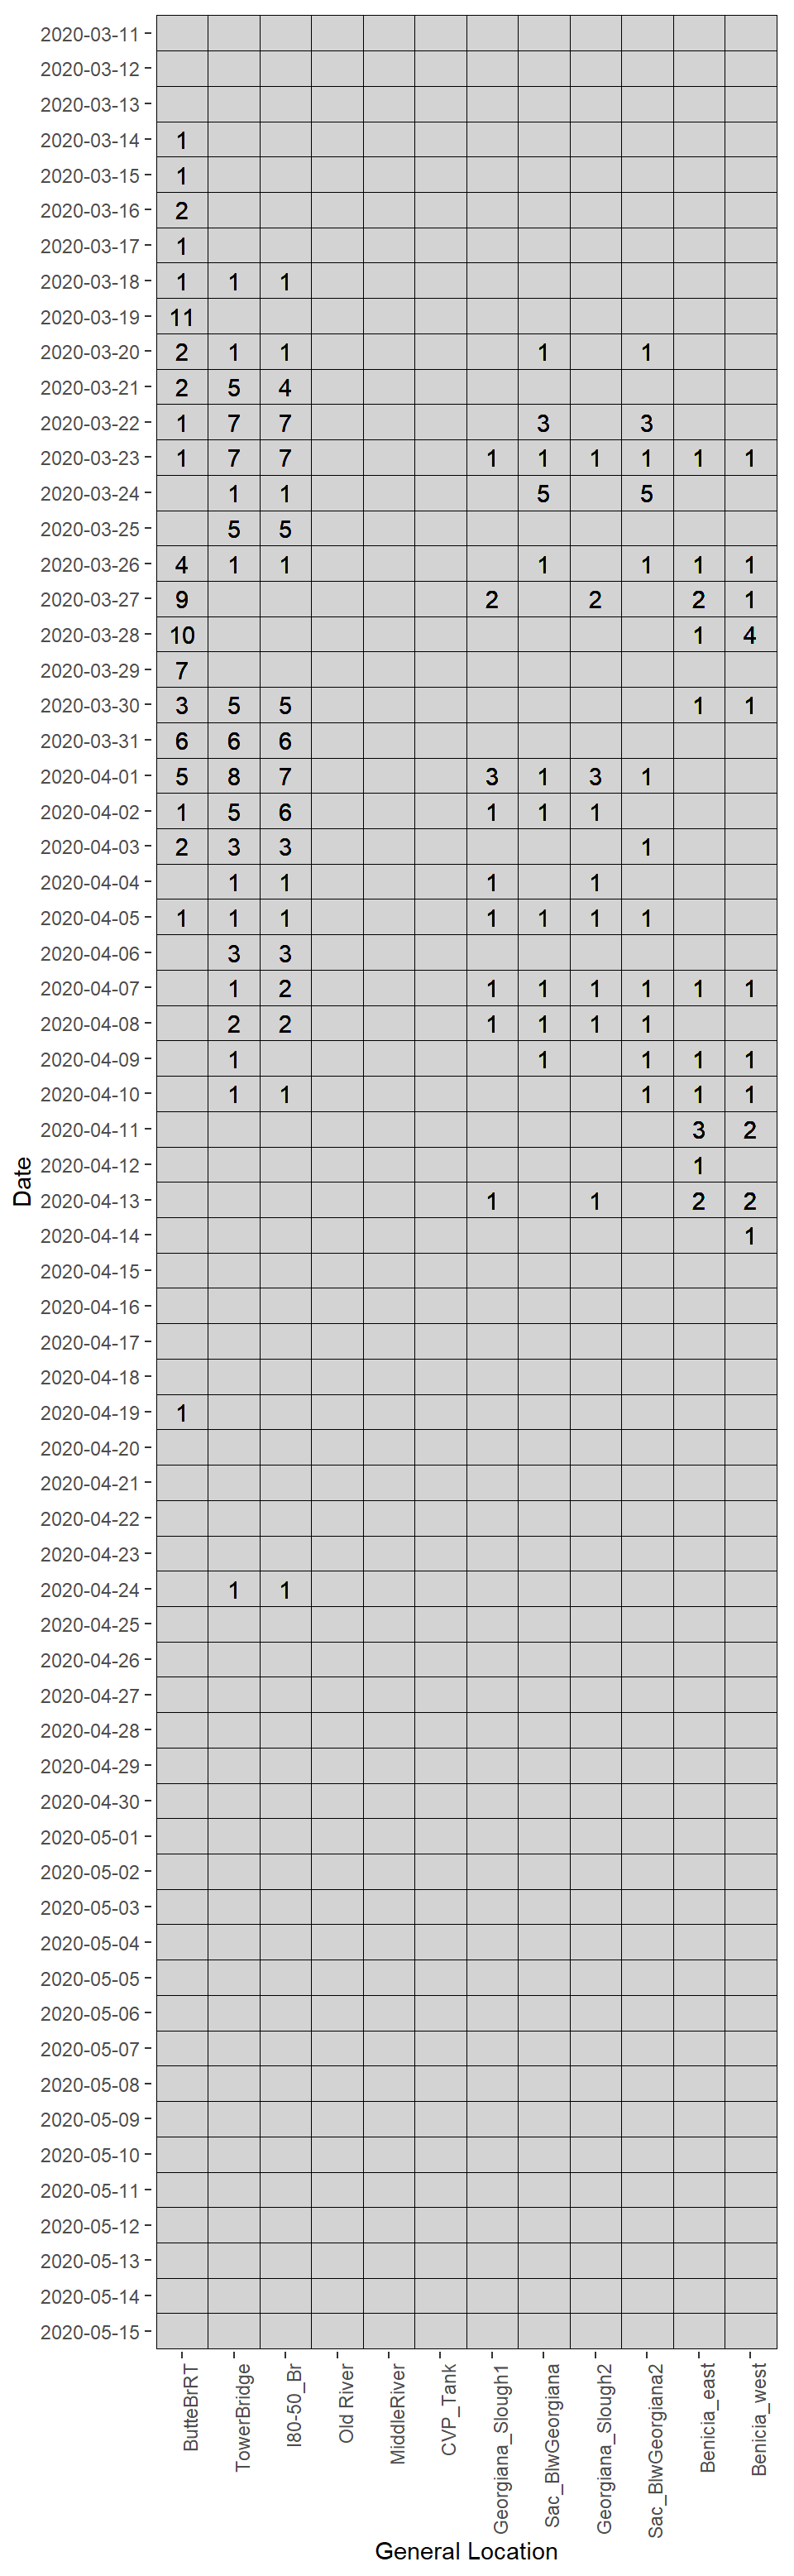 2020-03-11
2020-03-12
2020-03-13
2020-03-14 1
2020-03-15 1
2020-03-16 2
2020-03-17 1
2020-03-18 1 1 1
2020-03-19 11
2020-03-20 2 1 1 1 1
2020-03-21 2 5 4
2020-03-22 1 7 7 3 3
2020-03-23 1 7 7 1 1 1 1 1 1
2020-03-24 1 1 5 5
2020-03-25 5 5
2020-03-26 4 1 1 1 1 1 1
2020-03-27 9 2 2 2 1
2020-03-28 10 1 4
2020-03-29 7
2020-03-30 3 5 5 1 1
2020-03-31 6 6 6
2020-04-01 5 8 7 3 1 3 1
2020-04-02 1 5 6 1 1 1
2020-04-03 2 3 3 1
2020-04-04 1 1 1 1
2020-04-05 1 1 1 1 1 1 1
2020-04-06 3 3
2020-04-07 1 2 1 1 1 1 1 1
2020-04-08 2 2 1 1 1 1
2020-04-09 1 1 1 1 1
2020-04-10 1 1 1 1 1
2020-04-11 3 2
2020-04-12 1
2020-04-13 1 1 2 2
2020-04-14 1
2020-04-15
2020-04-16
2020-04-17
2020-04-18
2020-04-19 1
2020-04-20
2020-04-21
2020-04-22
2020-04-23
2020-04-24 1 1
2020-04-25
2020-04-26
2020-04-27
2020-04-28
2020-04-29
2020-04-30
2020-05-01
2020-05-02
2020-05-03
2020-05-04
2020-05-05
2020-05-06
2020-05-07
2020-05-08
2020-05-09
2020-05-10
2020-05-11
2020-05-12
2020-05-13
2020-05-14
2020-05-15
Date
ButteBrRT
TowerBridge
I80-50_Br
Old River
MiddleRiver
CVP_Tank
Georgiana_Slough1
Sac_BlwGeorgiana
Georgiana_Slough2
Sac_BlwGeorgiana2
Benicia_east
Benicia_west
General Location